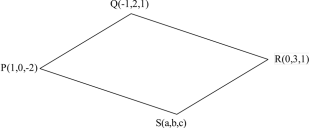 Q(-1,2,1)
P(1,0,-2)
R(0,3,1)
S(a,b,c)